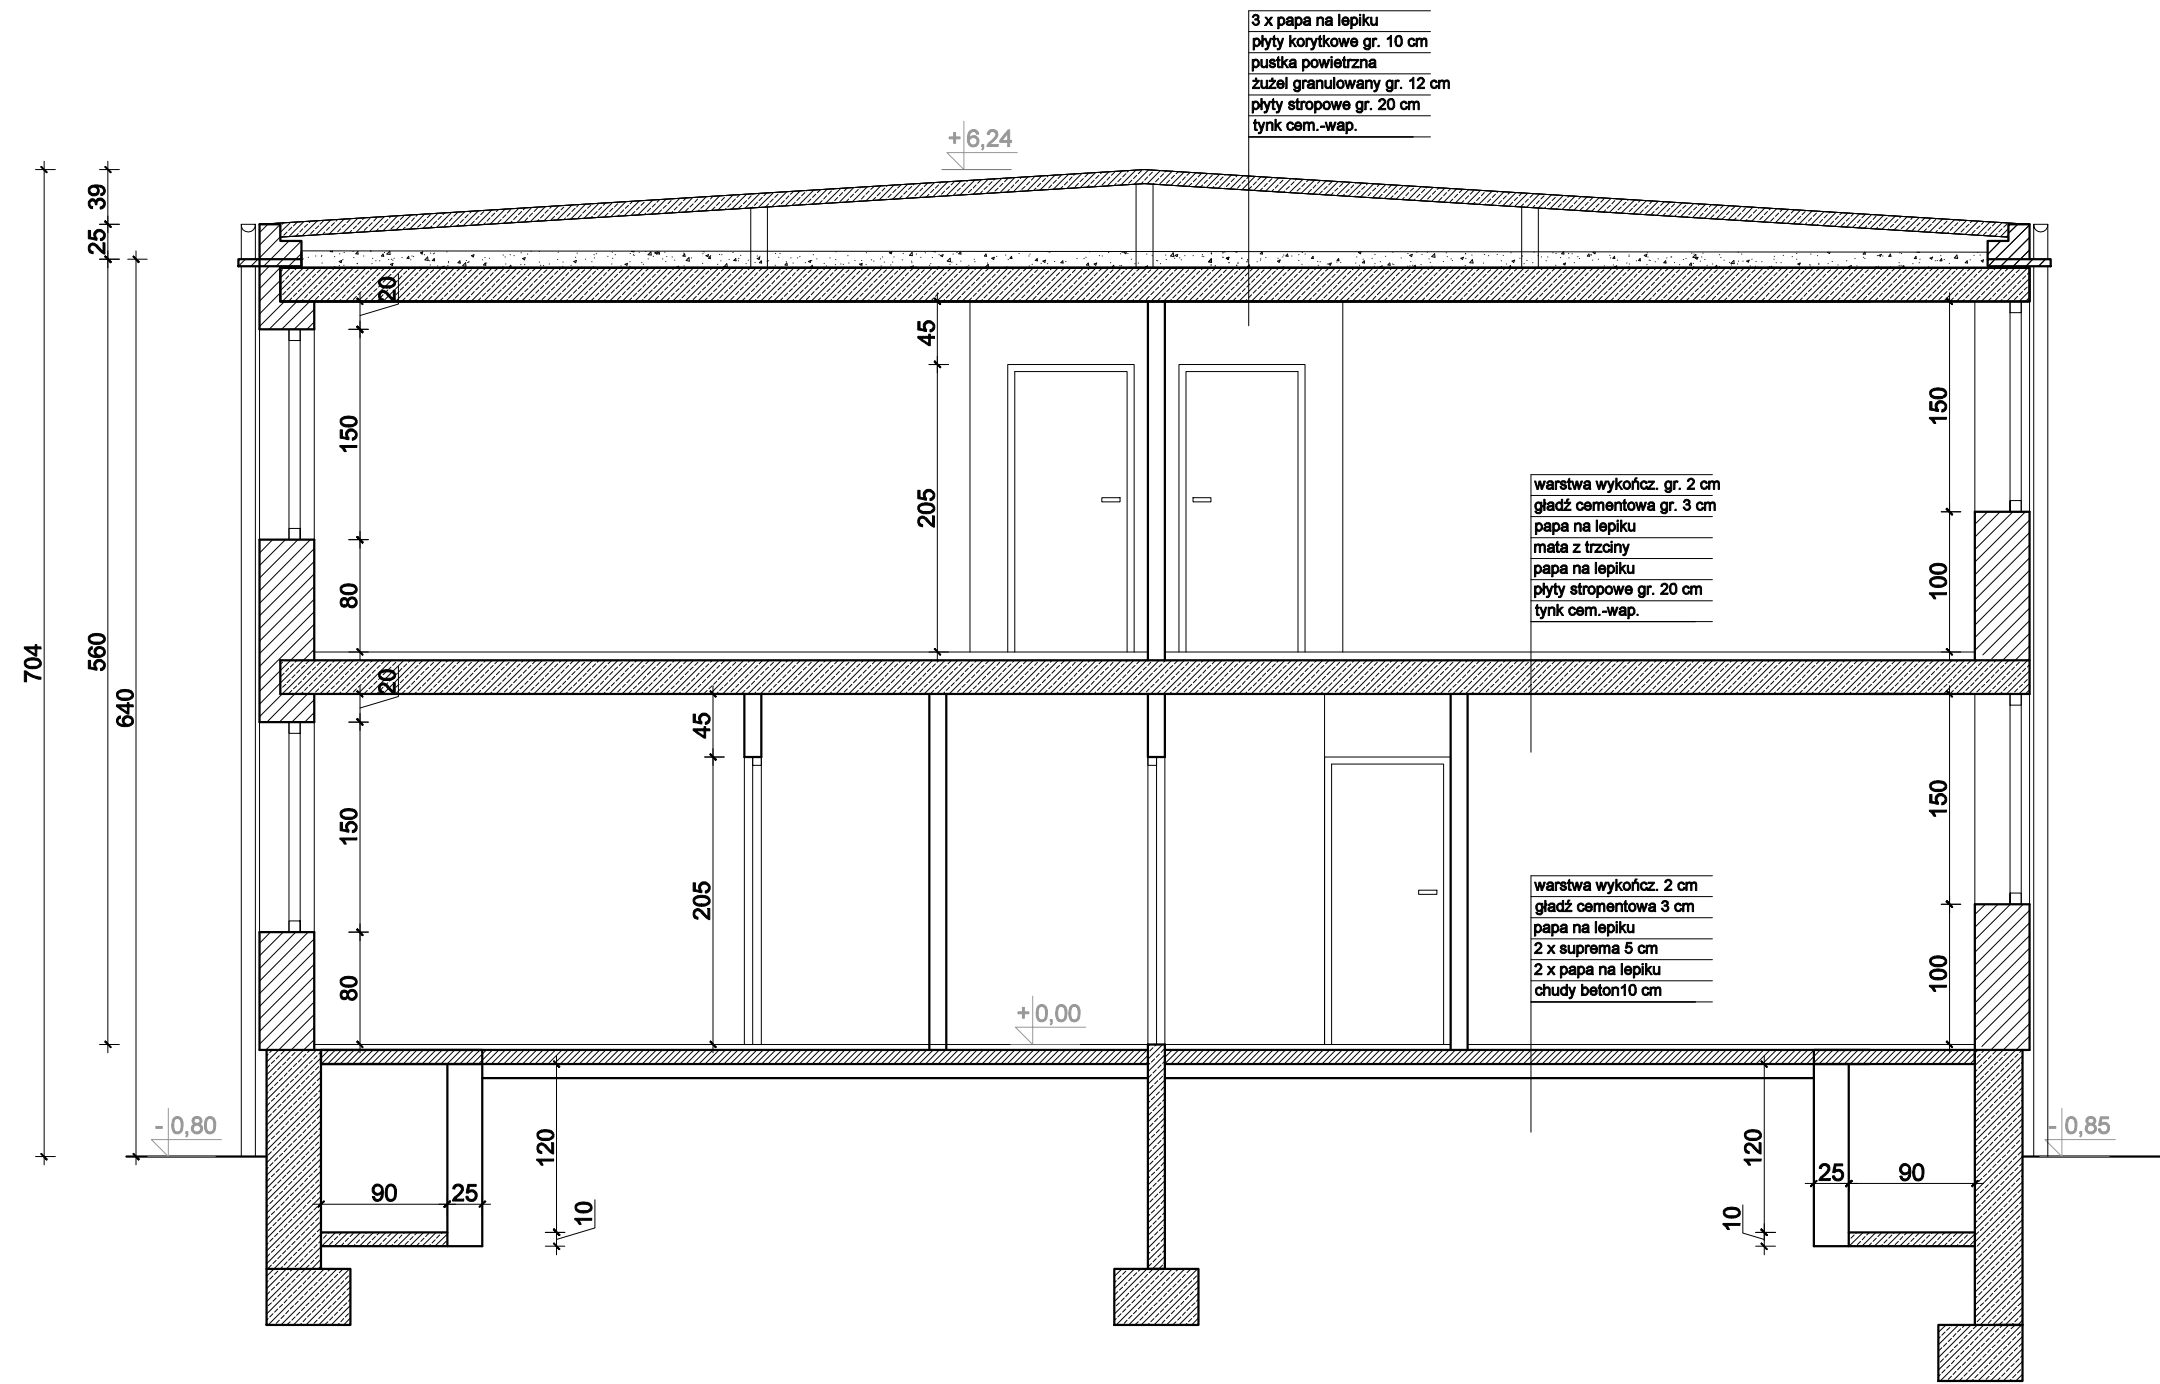 3 x papa na lepiku
płyty korytkowe gr. 10 cm
pustka powietrzna
żużel granulowany gr. 12 cm
płyty stropowe gr. 20 cm
tynk cem.-wap.
+6,24
39
25
20
45
150
150
205
warstwa wykończ. gr. 2 cm
gładź cementowa gr. 3 cm
papa na lepiku
mata z trzciny
papa na lepiku
płyty stropowe gr. 20 cm
tynk cem.-wap.
80
100
704
560
640
20
45
150
150
205
warstwa wykończ. 2 cm
gładź cementowa 3 cm
papa na lepiku
2 x suprema 5 cm
2 x papa na lepiku
chudy beton10 cm
80
100
+0,00
-0,80
-0,85
120
120
90
25
25
90
10
10